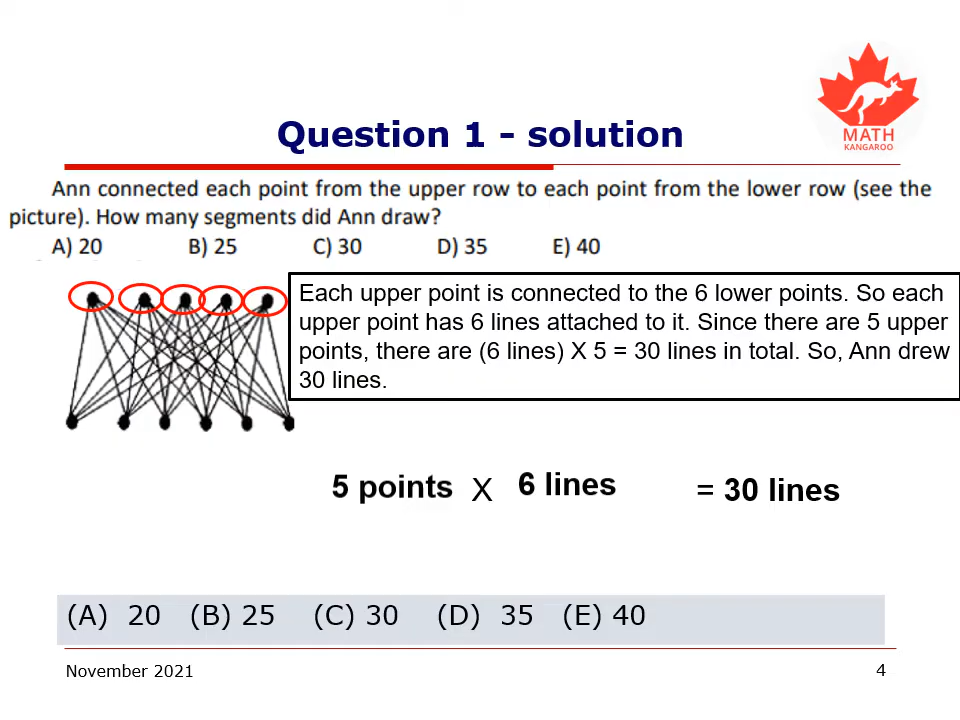 MATH
KANGAROO
Question 1 - solution
Ann connected each point from the upper row to each point from the lower row (see the
picture). How many segments did Ann draw?
A) 20 B) 25 C) 30 D) 35 E) 40
Each upper point is connected to the 6 lower points. So each
upper point has 6 lines attached to it. Since there are 5 upper
points, there are (6 lines) X 5 = 30 lines in total. So, Ann drew
30 lines.
5 points X 6 lines = 30 lines
(A) 20 (B) 25 (C) 30 (D) 35 (E) 40
November 2021 4